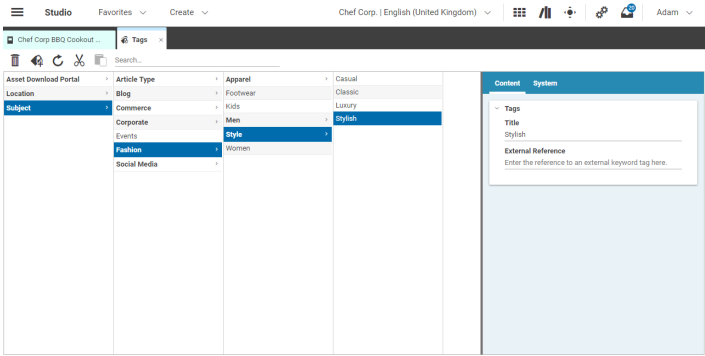 Studio Favorites Create Chef Corp. | English (United Kingdom) 20 Adam
Chef Corp BBQ Cookout ... Tags ×
Search...
Asset Download Portal
Location
Subject
Article Type
Blog
Commerce
Corporate
Events
Fashion
Social Media
Apparel
Footwear
Kids
Men
Style
Women
Casual
Classic
Luxury
Stylish
Content System
Tags
Title
Stylish
External Reference
Enter the reference to an external keyword tag here.